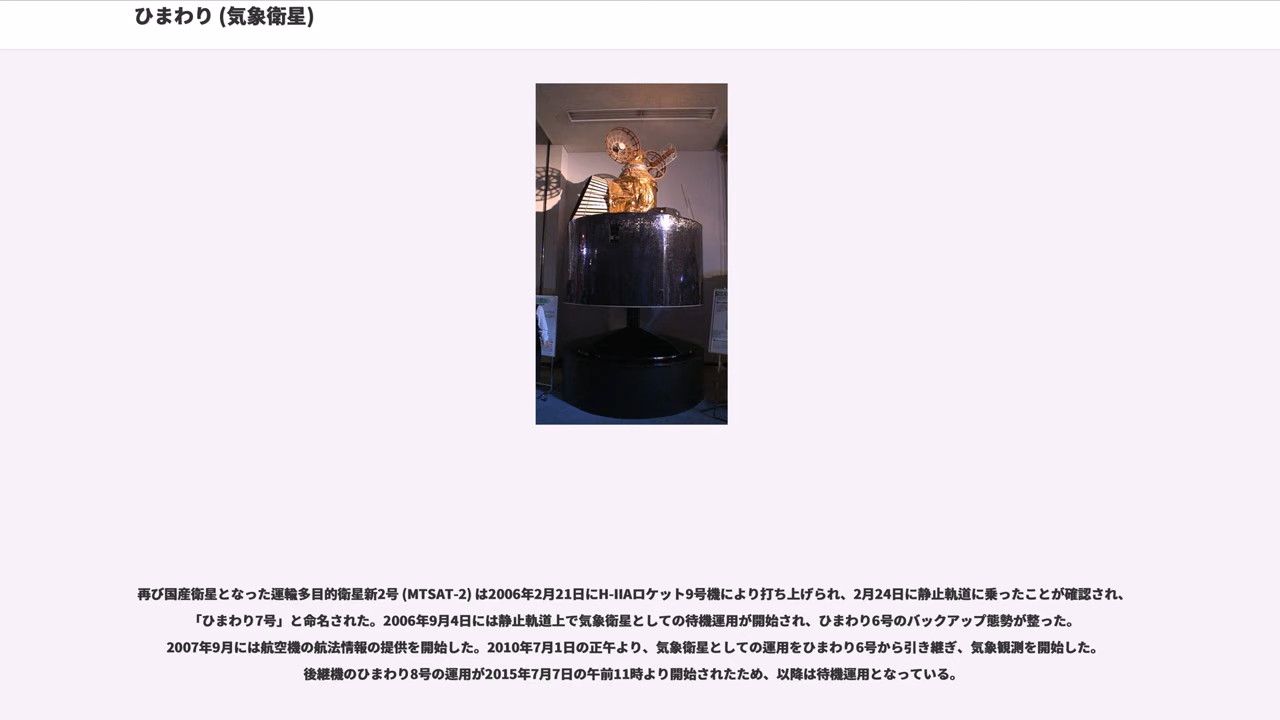 ひまわり (気象衛星)
再び国産衛星となった運輸多目的衛星新2号 (MTSAT-2) は2006年2月21日にH-IIAロケット9号機により打ち上げられ、2月24日に静止軌道に乗ったことが確認され、
「ひまわり7号」と命名された。2006年9月4日には静止軌道上で気象衛星としての待機運用が開始され、ひまわり6号のバックアップ態勢が整った。
2007年9月には航空機の航法情報の提供を開始した。2010年7月1日の正午より、気象衛星としての運用をひまわり6号から引き継ぎ、気象観測を開始した。
後継機のひまわり8号の運用が2015年7月7日の午前11時より開始されたため、以降は待機運用となっている。